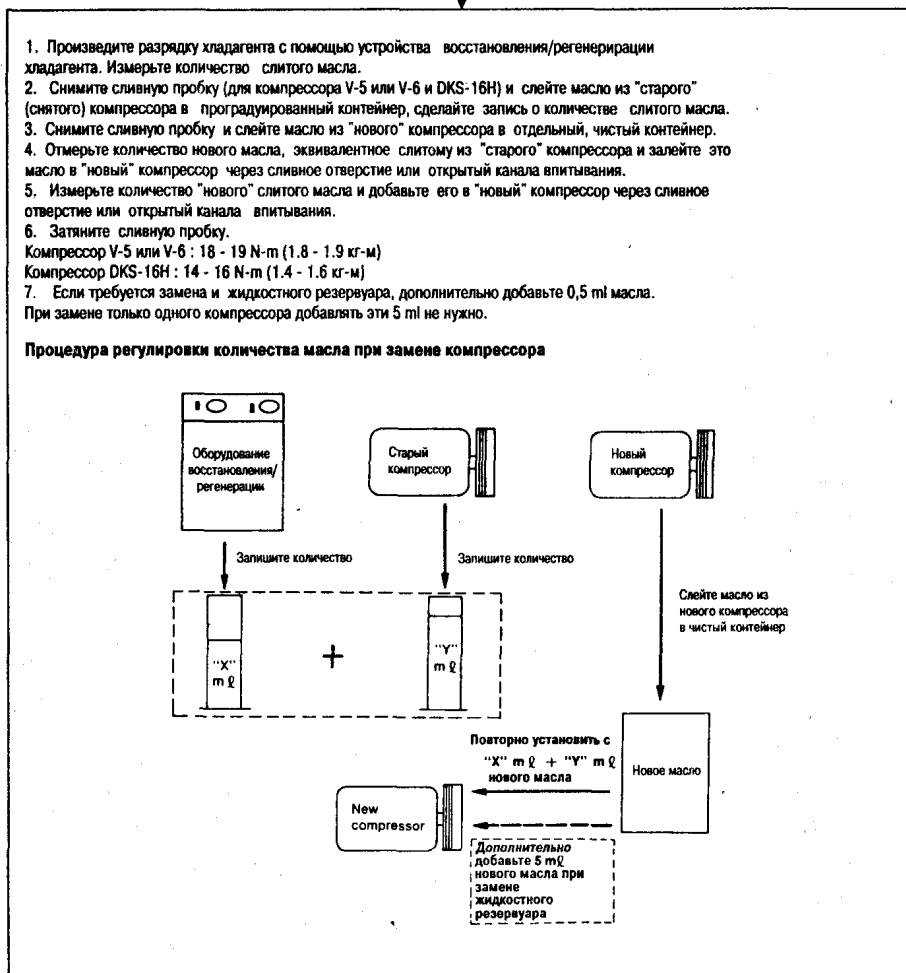 1. Произведите разрядку хладагента с помощью устройства восстановления/регенерирации
хладагента. Измерьте количество слитого масла.
2. Снимите сливную пробку (для компрессора V-5 или V-6 и DKS-16H) и слейте масло из "старого"
(снятого) компрессора в проградуированный контейнер, сделайте запись о количестве слитого масла.
3. Снимите сливную пробку и слейте масло из "нового" компрессора в отдельный, чистый контейнер.
4. Отмерьте количество нового масла, эквивалентное слитому из "старого" компрессора и залейте это
масло в "новый" компрессор через сливное отверстие или открытый канала впитывания.
5. Измерьте количество "нового" слитого масла и добавьте его в "новый" компрессор через сливное
отверстие или открытый канала впитывания.
6. Затяните сливную пробку.
Компрессор V-5 или V-6 : 18 - 19 N-m (1.8 - 1.9 кг-м)
Компрессор DKS-16H : 14 - 16 N-m (1.4 - 1.6 кг-м)
7. Если требуется замена и жидкостного резервуара, дополнительно добавьте 0,5 ml масла.
При замене только одного компрессора добавлять эти 5 ml не нужно.
Процедура регулировки количества масла при замене компрессора
Оборудование
восстановления/
регенерации
Старый
компрессор
Новый
компрессор
Запишите количество
Запишите количество
Слейте масло из
нового компрессора
в чистый контейнер
"X"
m ℓ
+
"Y"
m ℓ
Повторно установить с
"X" m ℓ + "Y" m ℓ
нового масла
Новое масло
New
compressor
Дополнительно
добавьте 5 mℓ
нового масла при
замене
жидкостного
резервуара